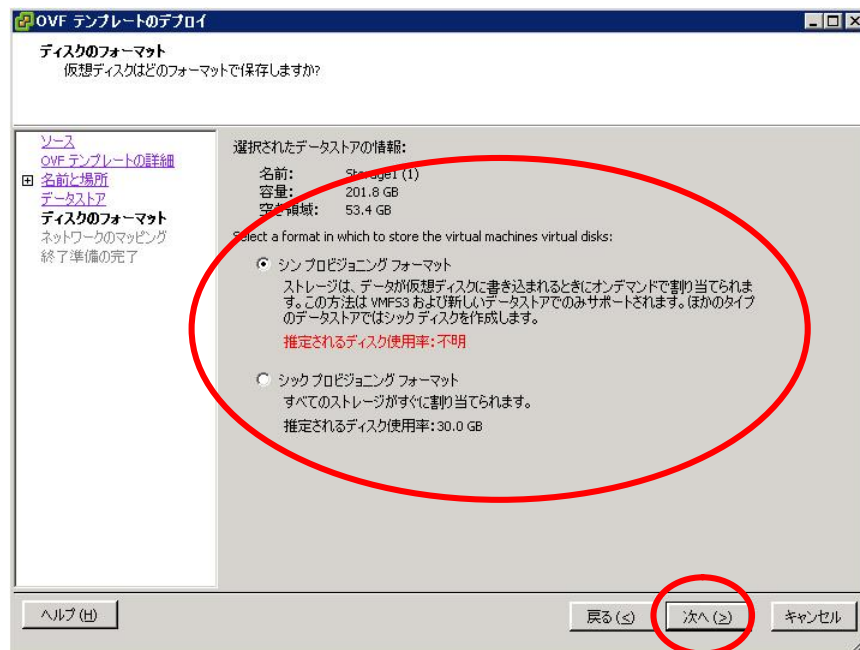 OVF テンプレートのデプロイ
ディスクのフォーマット
仮想ディスクはどのフォーマットで保存しますか?
ソース
OVF テンプレートの詳細
名前と場所
データストア
ディスクのフォーマット
ネットワークのマッピング
終了準備の完了
選択されたデータストアの情報:
名前: Storage1 (1)
容量: 201.8 GB
空き領域: 53.4 GB
Select a format in which to store the virtual machines virtual disks:
シン プロビジョニング フォーマット
ストレージは、データが仮想ディスクに書き込まれるときにオンデマンドで割り当てられま
す。この方法は VMFS3 および新しいデータストアでのみサポートされます。ほかのタイプ
のデータストアではシック ディスクを作成します。
推定されるディスク使用率:不明
シック プロビジョニング フォーマット
すべてのストレージがすぐに割り当てられます。
推定されるディスク使用率:30.0 GB
ヘルプ(H) 戻る(<) 次へ(>) キャンセル